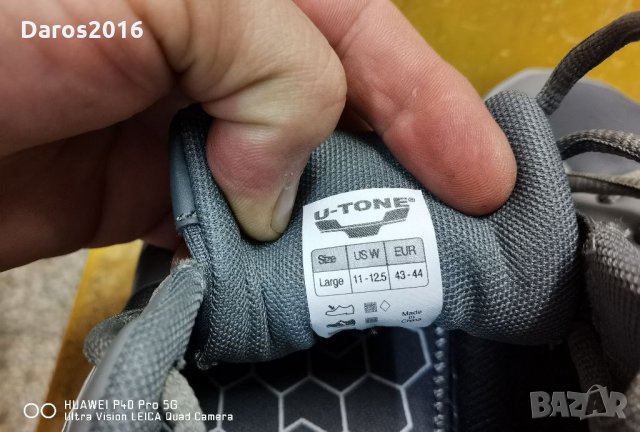 Daros2016
U-TONE®
Size US W EUR
Large 11-12.5 43-44
Made
in
China
HUAWEI P40 Pro 5G
Ultra Vision LEICA Quad Camera
BAZAR